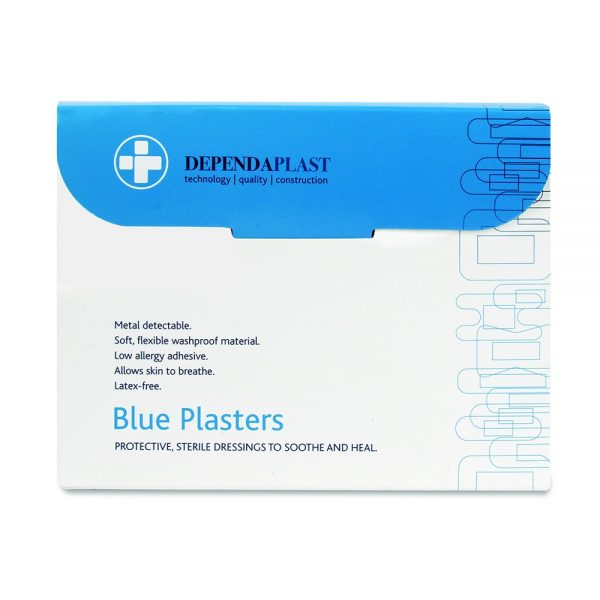 DEPENDAPLAST
technology | quality | construction
Metal detectable.
Soft, flexible washproof material.
Low allergy adhesive.
Allows skin to breathe.
Latex-free.
Blue Plasters
PROTECTIVE, STERILE DRESSINGS TO SOOTHE AND HEAL.